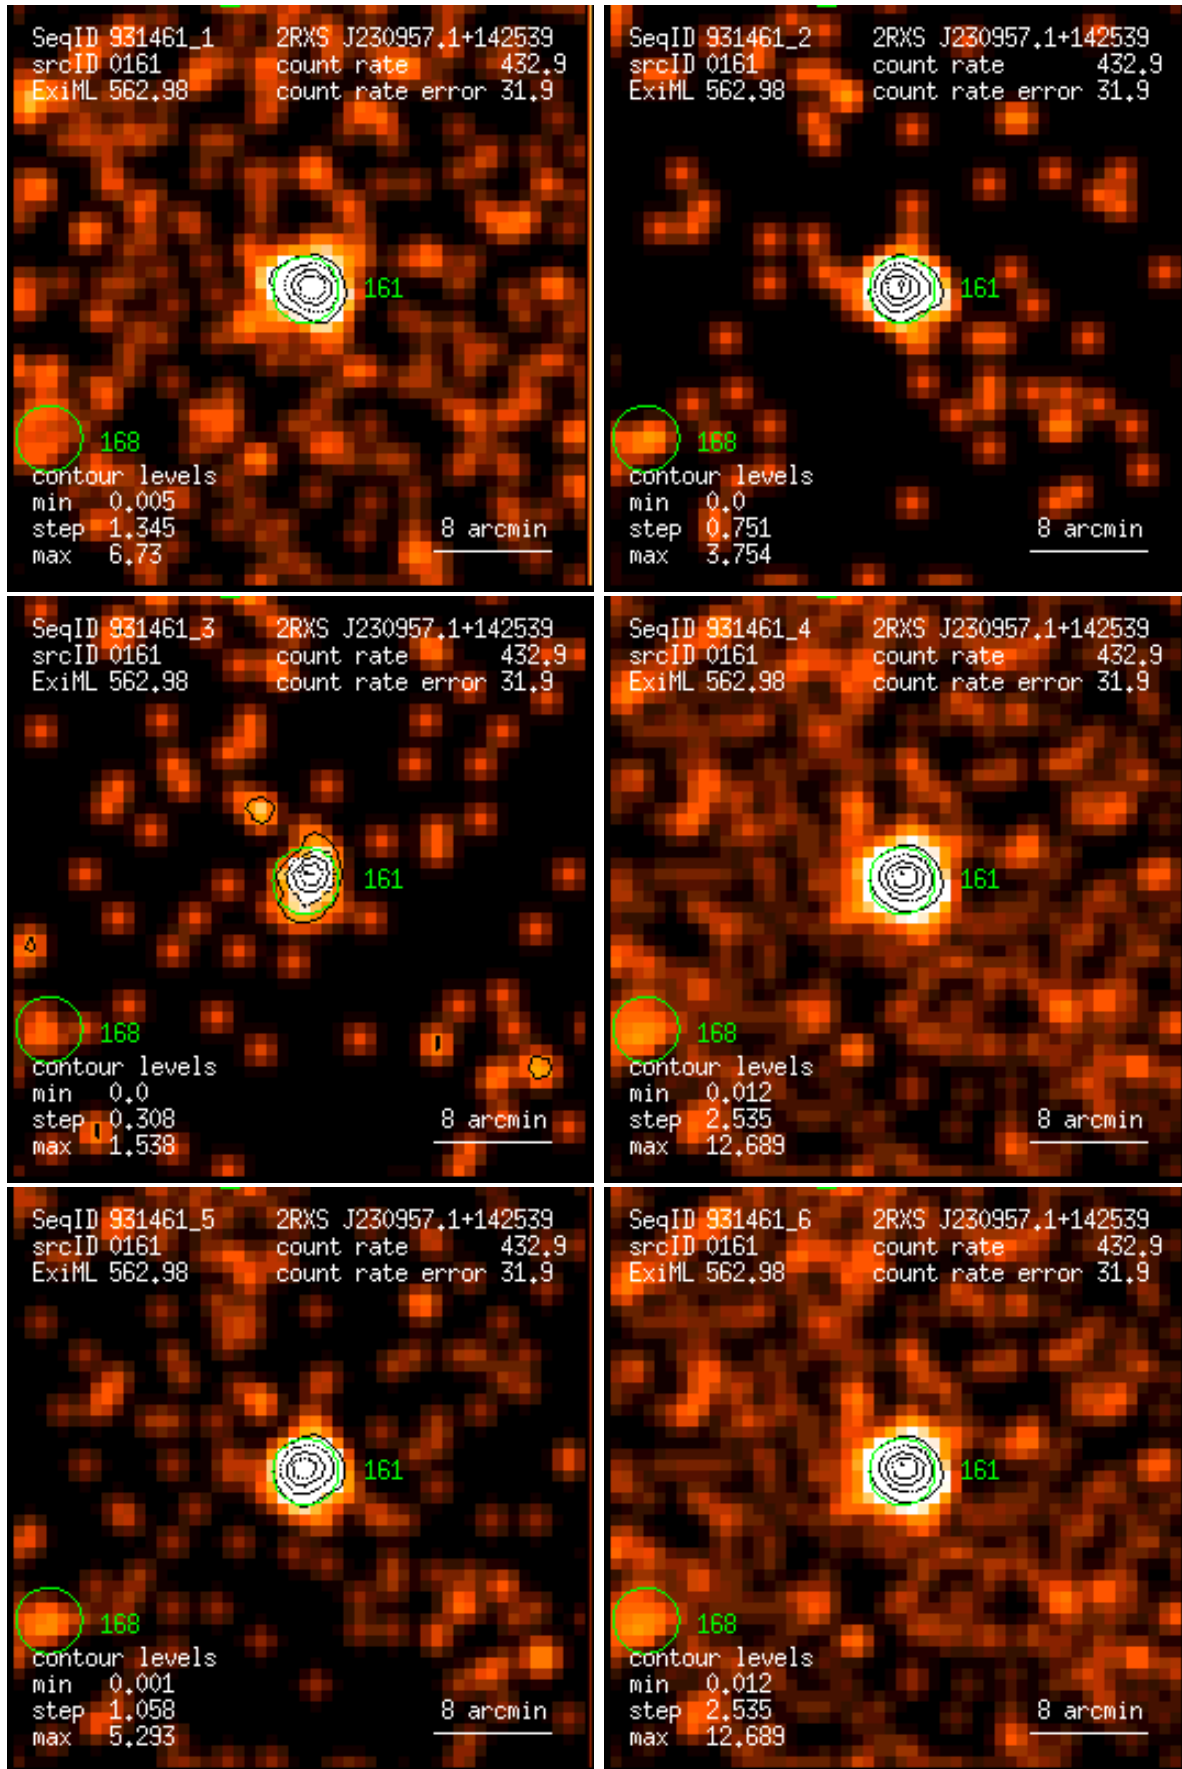 SeqID 931461_1 2RXS J230957.1+142539
srcID 0161 count rate 432.9
ExiML 562.98 count rate error 31.9
161
168
contour levels
min 0.005
step 1.345 8 arcmin
max 6.73
SeqID 931461_2 2RXS J230957.1+142539
srcID 0161 count rate 432.9
ExiML 562.98 count rate error 31.9
161
168
contour levels
min 0.0
step 0.751 8 arcmin
max 3.754
SeqID 931461_3 2RXS J230957.1+142539
srcID 0161 count rate 432.9
ExiML 562.98 count rate error 31.9
161
168
contour levels
min 0.0
step 0.308 8 arcmin
max 1.538
SeqID 931461_4 2RXS J230957.1+142539
srcID 0161 count rate 432.9
ExiML 562.98 count rate error 31.9
161
168
contour levels
min 0.012
step 2.535 8 arcmin
max 12.689
SeqID 931461_5 2RXS J230957.1+142539
srcID 0161 count rate 432.9
ExiML 562.98 count rate error 31.9
161
168
contour levels
min 0.001
step 1.058 8 arcmin
max 5.293
SeqID 931461_6 2RXS J230957.1+142539
srcID 0161 count rate 432.9
ExiML 562.98 count rate error 31.9
161
168
contour levels
min 0.012
step 2.535 8 arcmin
max 12.689